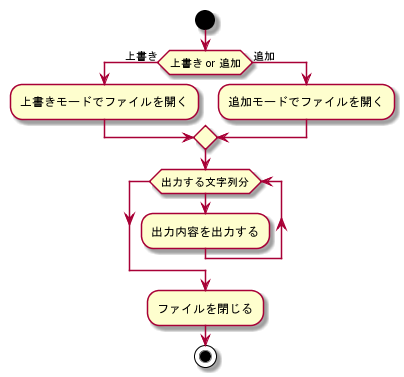 上書き
上書き or 追加
追加
上書きモードでファイルを開く
追加モードでファイルを開く
出力する文字列分
出力内容を出力する
ファイルを閉じる